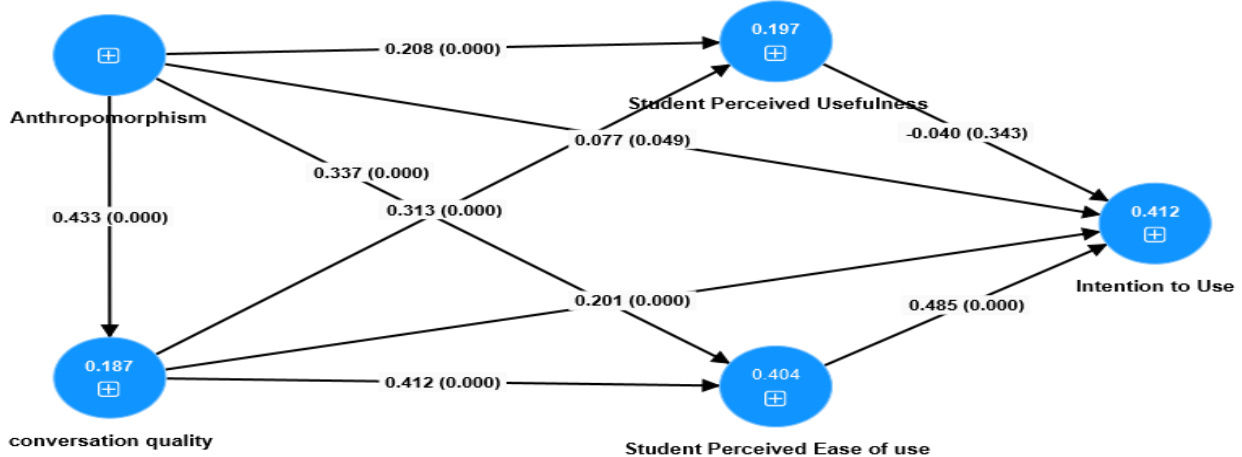 0.197
0.208 (0.000)
Student Perceived Usefulness
Anthropomorphism
-0.040 (0.343)
0.077 (0.049)
0.337 (0.000)
0.313 (0.000)
0.433 (0.000)
0.412
Intention to Use
0.201 (0.000)
0.485 (0.000)
0.187
0.404
0.412 (0.000)
conversation quality
Student Perceived Ease of use